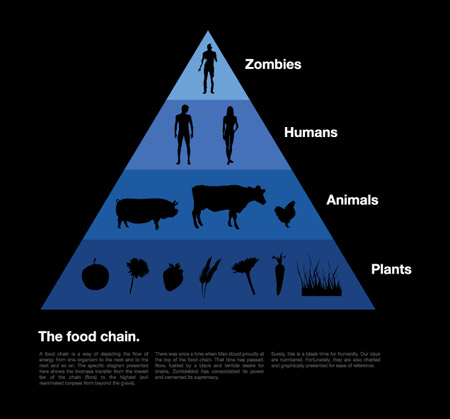 Zombies
Humans
Animals
Plants
The food chain.
A food chain is a way of depicting the flow of
energy from one organism to the next and to the
next and so on. The specific diagram presented
here shows the biomass transfer from the lowest
tier of the chain (flora) to the highest (evil
reanimated corpses from beyond the grave).
There was once a time when Man stood proudly at
the top of the food chain. That time has passed.
Now, fuelled by a black and terrible desire for
brains, Zombiekind has consolidated its power
and cemented its supremacy.
Surely, this is a bleak time for humanity. Our days
are numbered. Fortunately, they are also charted
and graphically presented for ease of reference.